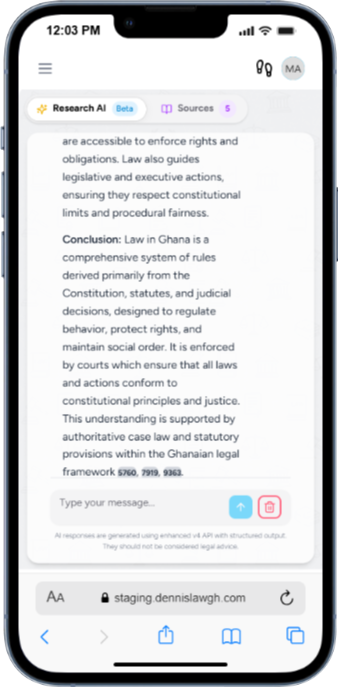 12:03 PM
MA
Research AI Beta Sources 5
are accessible to enforce rights and
obligations. Law also guides
legislative and executive actions,
ensuring they respect constitutional
limits and procedural fairness.
Conclusion: Law in Ghana is a
comprehensive system of rules
derived primarily from the
Constitution, statutes, and judicial
decisions, designed to regulate
behavior, protect rights, and
maintain social order. It is enforced
by courts which ensure that all laws
and actions conform to
constitutional principles and justice.
This understanding is supported by
authoritative case law and statutory
provisions within the Ghanaian legal
framework 5760, 7919, 9363.
Type your message...
AI responses are generated using enhanced v4 API with structured output
They should not be considered legal advice.
AA staging.dennislawgh.com